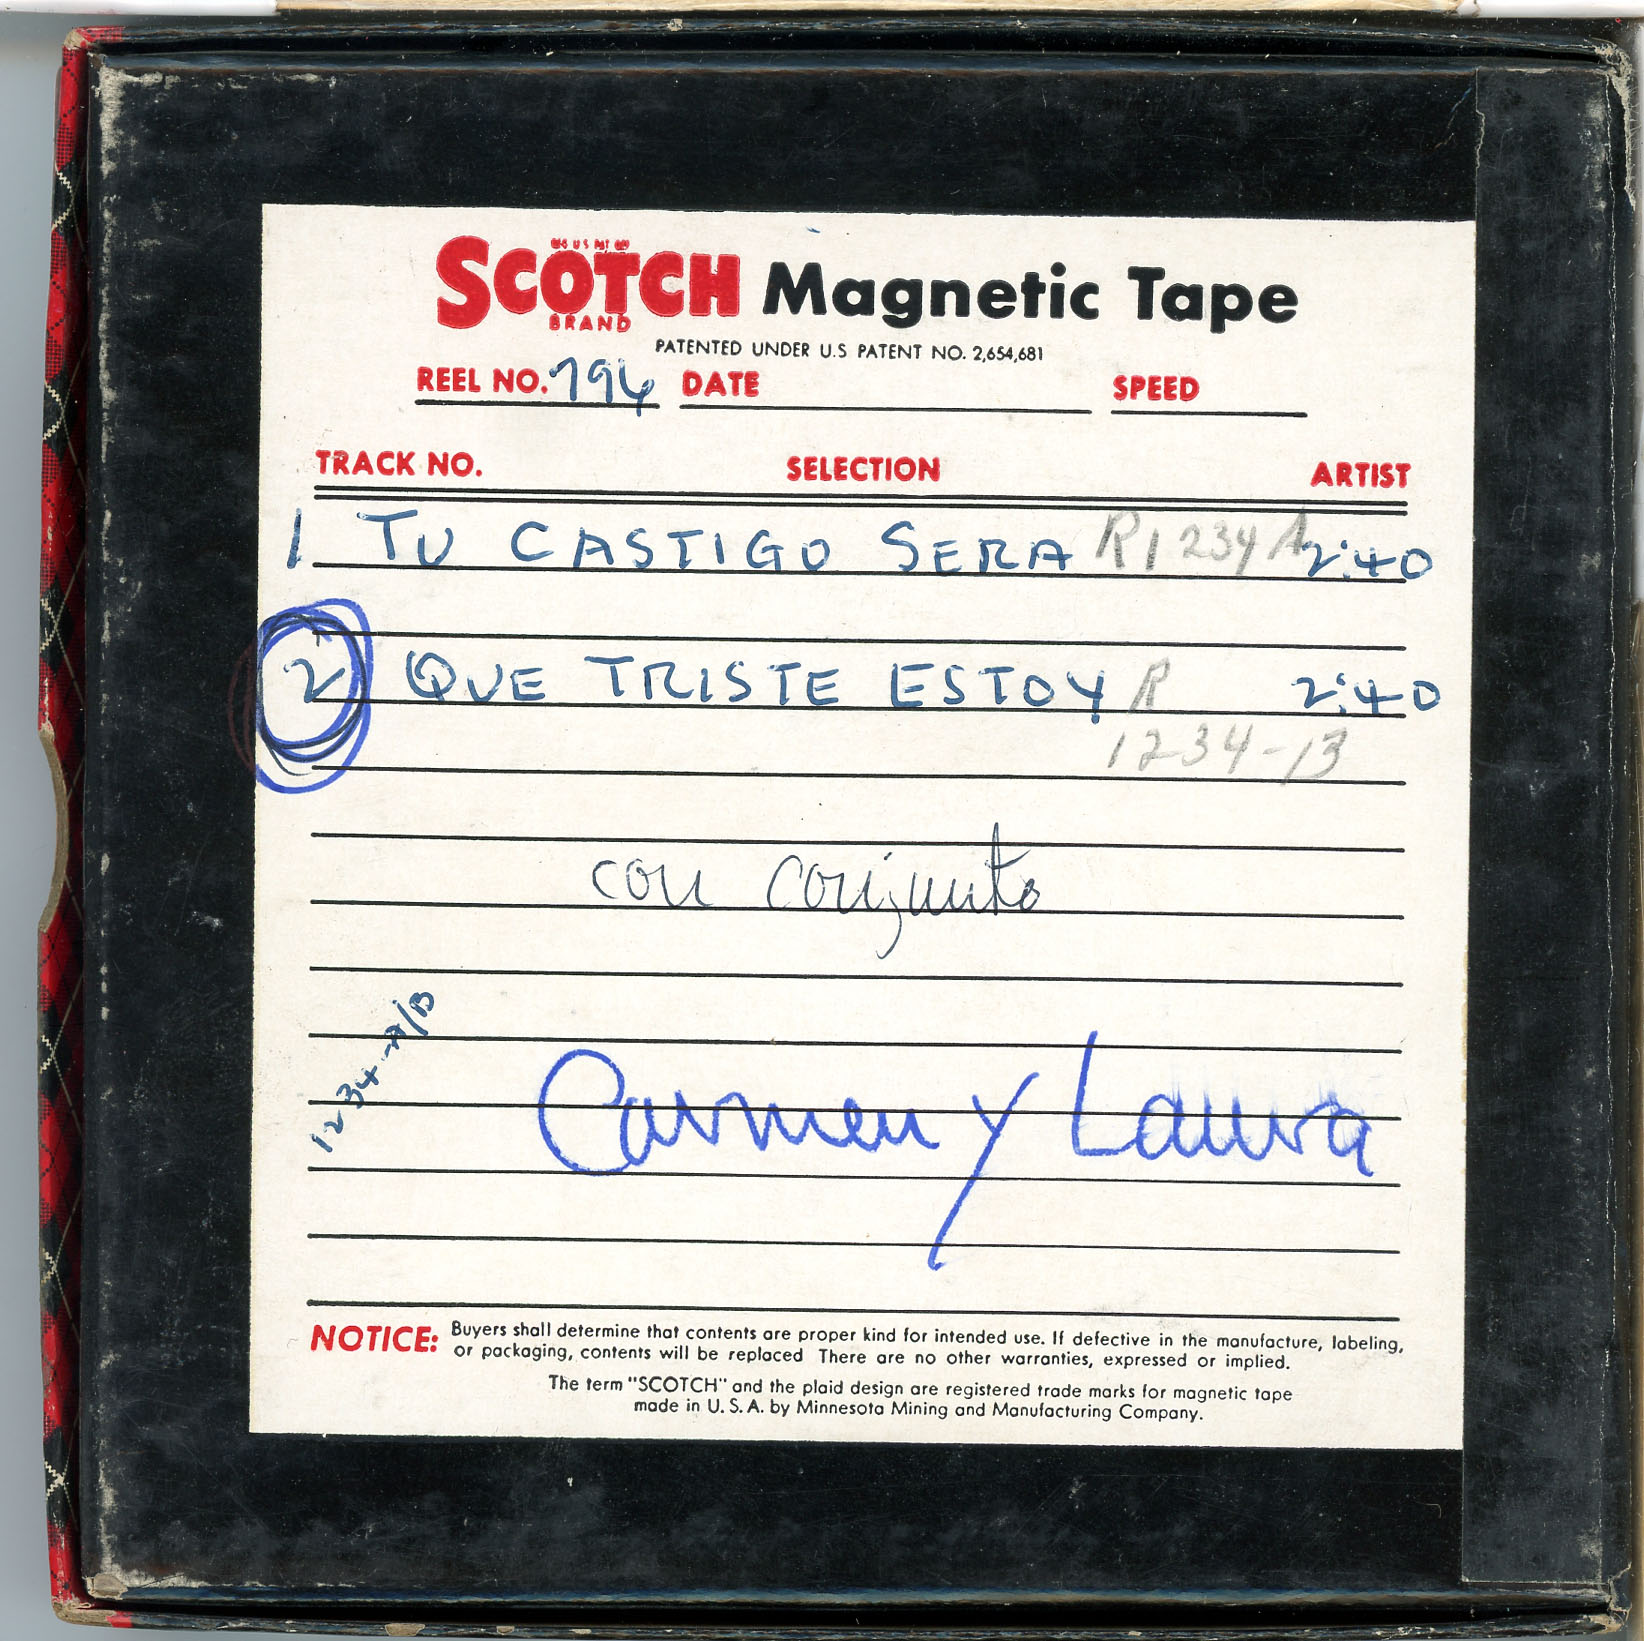 SCOTCH Magnetic Tape
BRAND
PATENTED UNDER U.S PATENT NO. 2,654,681
REEL NO. 796 DATE SPEED
TRACK NO. SELECTION ARTIST
1 TU CASTIGO SERA R1234A 2:40
2 QUE TRISTE ESTOY R 2:40
1234-B
con conjunto
1234-A/B
Carmen y Laura
NOTICE: Buyers shall determine that contents are proper kind for intended use. If defective in the manufacture, labeling,
or packaging, contents will be replaced There are no other warranties, expressed or implied.
The term "SCOTCH" and the plaid design are registered trade marks for magnetic tape
made in U. S. A. by Minnesota Mining and Manufacturing Company.